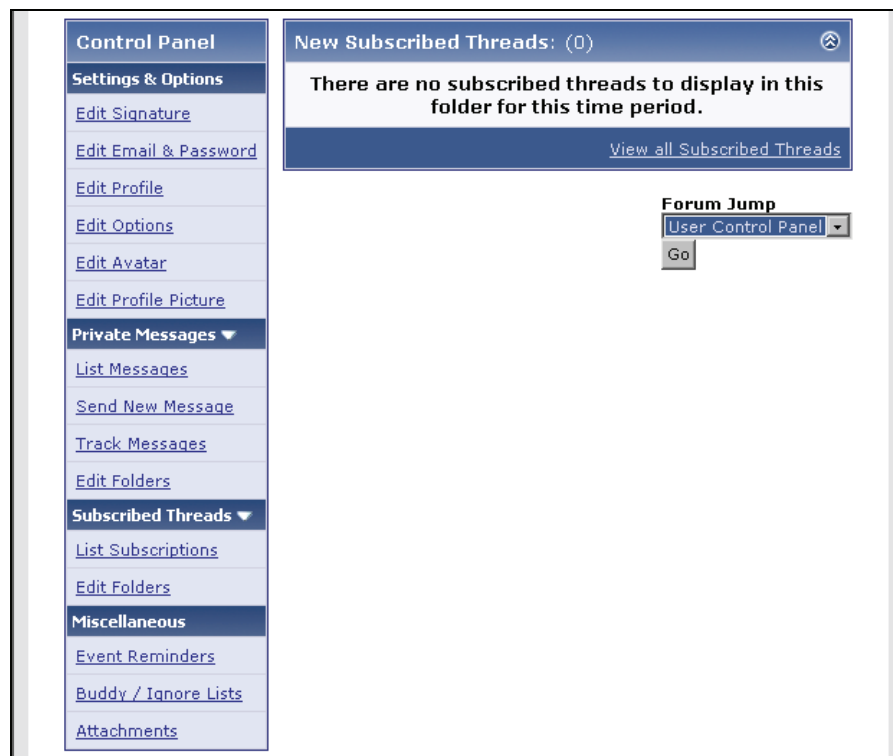 Control Panel
Settings & Options
Edit Signature
Edit Email & Password
Edit Profile
Edit Options
Edit Avatar
Edit Profile Picture
Private Messages
List Messages
Send New Message
Track Messages
Edit Folders
Subscribed Threads
List Subscriptions
Edit Folders
Miscellaneous
Event Reminders
Buddy / Ignore Lists
Attachments
New Subscribed Threads: (0)
There are no subscribed threads to display in this
folder for this time period.
View all Subscribed Threads
Forum Jump
User Control Panel
Go